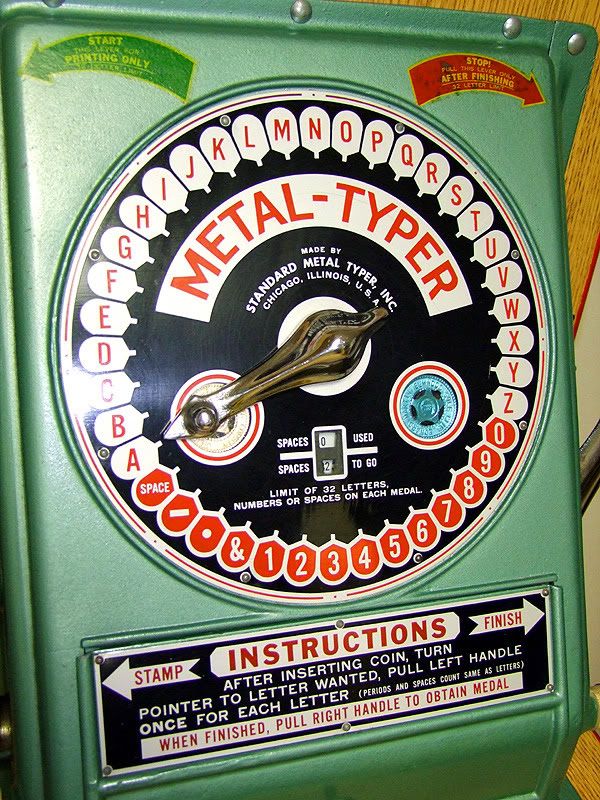 START
THIS LEVER FOR
PRINTING ONLY
LETTER LIMIT
STOP!
PULL THIS LEVER ONLY
AFTER FINISHING
32 LETTER LIMIT
A B C D E F G H I J K L M N O P Q R S T U V W X Y Z
METAL-TYPER
MADE BY
STANDARD METAL TYPER, INC.
CHICAGO, ILLINOIS, U.S.A.
SPACES 0 USED
SPACES 2 TO GO
LIMIT OF 32 LETTERS,
NUMBERS OR SPACES ON EACH MEDAL.
SPACE - • & 1 2 3 4 5 6 7 8 9 0
STAMP
INSTRUCTIONS
FINISH
AFTER INSERTING COIN, TURN
POINTER TO LETTER WANTED, PULL LEFT HANDLE
ONCE FOR EACH LETTER (PERIODS AND SPACES COUNT SAME AS LETTERS)
WHEN FINISHED, PULL RIGHT HANDLE TO OBTAIN MEDAL